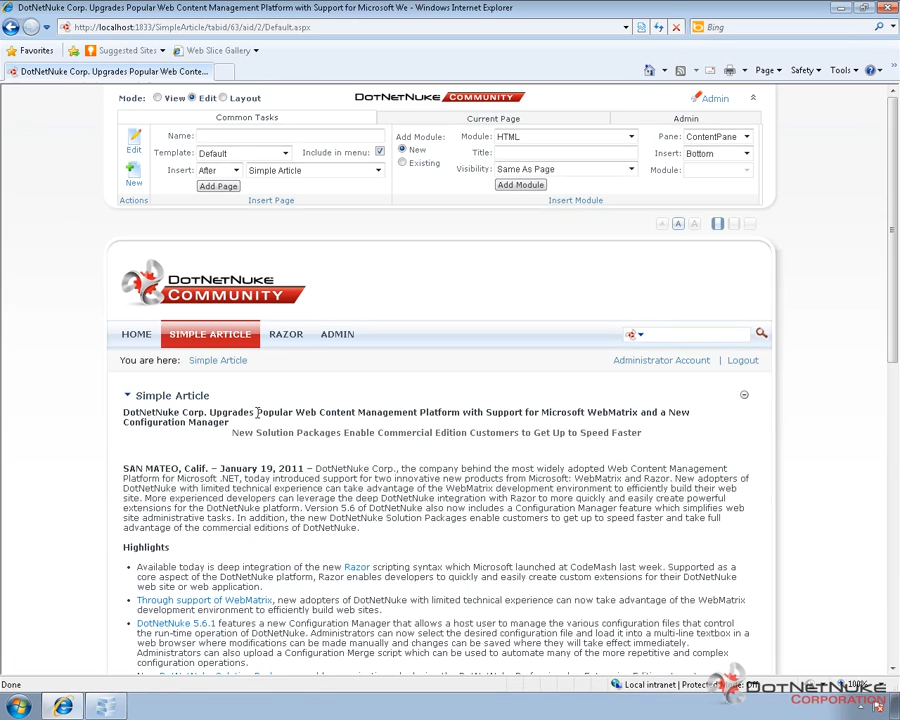 DotNetNuke Corp. Upgrades Popular Web Content Management Platform with Support for Microsoft We - Windows Internet Explorer
http://localhost:1833/SimpleArticle/tabid/63/aid/2/Default.aspx
Bing
Favorites
Suggested Sites
Web Slice Gallery
DotNetNuke Corp. Upgrades Popular Web Conte...
Page
Safety
Tools
Mode: View Edit Layout
DOTNETNUKE COMMUNITY
Admin
Common Tasks
Current Page
Admin
Edit
New
Actions
Name:
Template: Default
Include in menu:
Insert: After
Simple Article
Add Page
Insert Page
Add Module:
New
Existing
Module: HTML
Title:
Visibility: Same As Page
Add Module
Insert Module
Pane: ContentPane
Insert: Bottom
Module:
A A A
DOTNETNUKE
COMMUNITY
HOME
SIMPLE ARTICLE
RAZOR
ADMIN
You are here: Simple Article
Administrator Account | Logout
Simple Article
DotNetNuke Corp. Upgrades Popular Web Content Management Platform with Support for Microsoft WebMatrix and a New
Configuration Manager
New Solution Packages Enable Commercial Edition Customers to Get Up to Speed Faster
SAN MATEO, Calif. – January 19, 2011 – DotNetNuke Corp., the company behind the most widely adopted Web Content Management
Platform for Microsoft .NET, today introduced support for two innovative new products from Microsoft: WebMatrix and Razor. New adopters of
DotNetNuke with limited technical experience can take advantage of the WebMatrix development environment to efficiently build their web
site. More experienced developers can leverage the deep DotNetNuke integration with Razor to more quickly and easily create powerful
extensions for the DotNetNuke platform. Version 5.6 of DotNetNuke also now includes a Configuration Manager feature which simplifies web
site administrative tasks. In addition, the new DotNetNuke Solution Packages enable customers to get up to speed faster and take full
advantage of the commercial editions of DotNetNuke.
Highlights
• Available today is deep integration of the new Razor scripting syntax which Microsoft launched at CodeMash last week. Supported as a
core aspect of the DotNetNuke platform, Razor enables developers to quickly and easily create custom extensions for their DotNetNuke
web site or web application.
• Through support of WebMatrix, new adopters of DotNetNuke with limited technical experience can now take advantage of the WebMatrix
development environment to efficiently build web sites.
• DotNetNuke 5.6.1 features a new Configuration Manager that allows a host user to manage the various configuration files that control
the run-time operation of DotNetNuke. Administrators can now select the desired configuration file and load it into a multi-line textbox in a
web browser where modifications can be made manually and changes can be saved where they will take effect immediately.
Administrators can also upload a Configuration Merge script which can be used to automate many of the more repetitive and complex
configuration operations.
Done
Local intranet | Protected Mode: Off
100%
DOTNETNUKE
CORPORATION